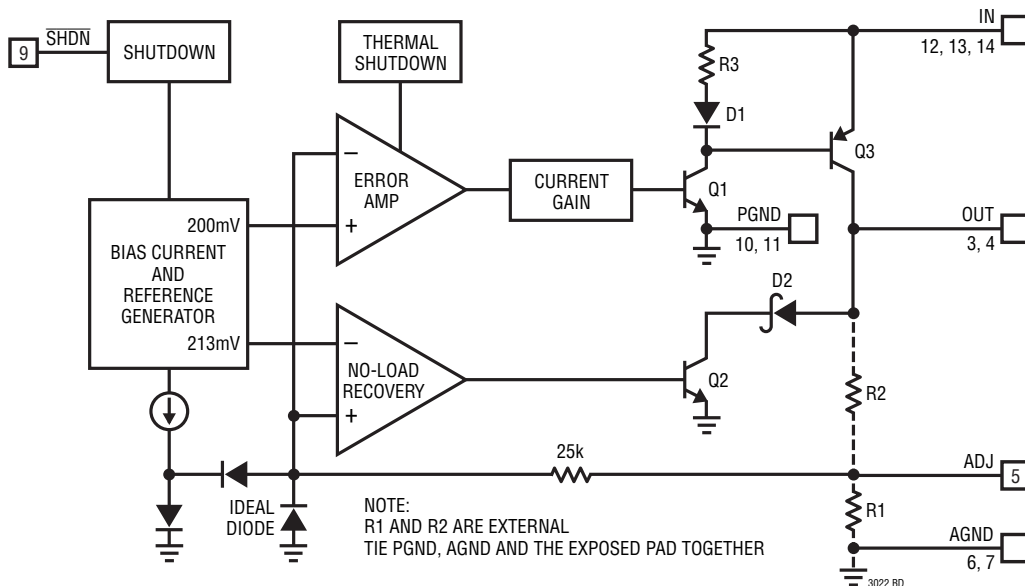 IN
12, 13, 14
9
SHDN
SHUTDOWN
THERMAL
SHUTDOWN
R3
D1
Q3
−
ERROR
AMP
+
CURRENT
GAIN
Q1
PGND
10, 11
OUT
3, 4
200mV
BIAS CURRENT
AND
REFERENCE
GENERATOR
213mV
D2
−
NO-LOAD
RECOVERY
+
Q2
R2
25k
ADJ
5
IDEAL
DIODE
NOTE:
R1 AND R2 ARE EXTERNAL
TIE PGND, AGND AND THE EXPOSED PAD TOGETHER
R1
AGND
6, 7
3022 BD